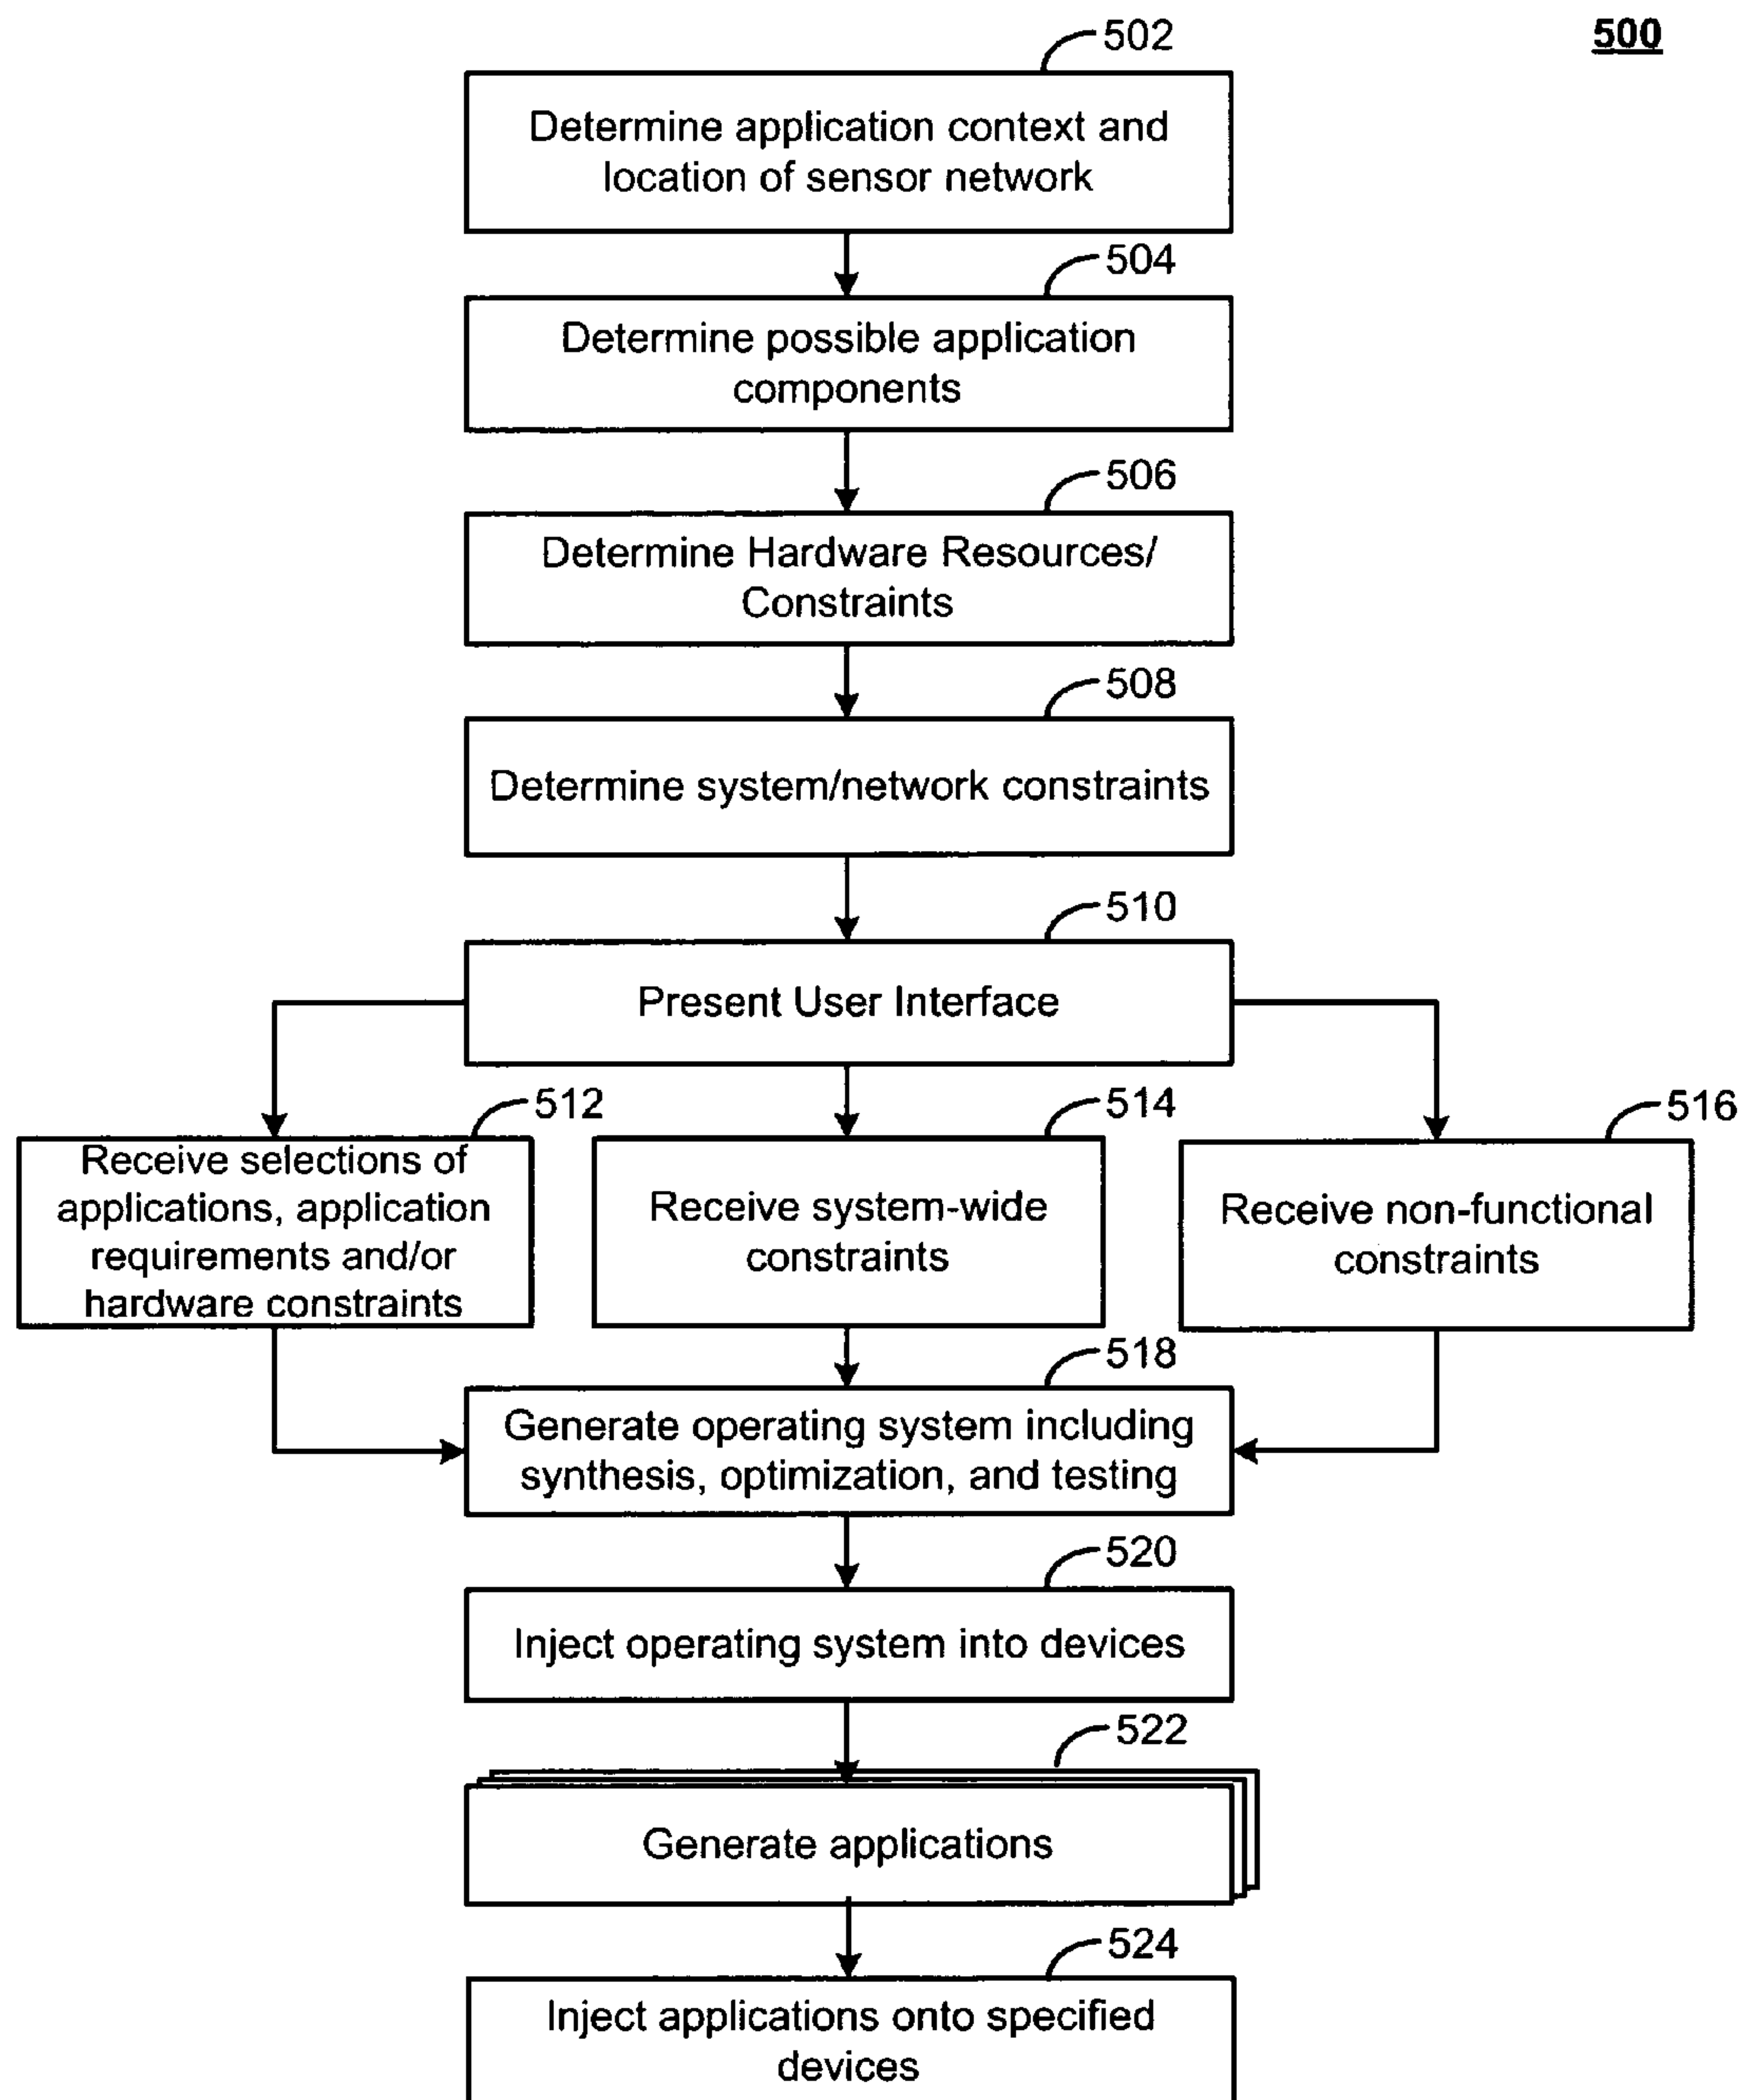 500
502
Determine application context and
location of sensor network
504
Determine possible application
components
506
Determine Hardware Resources/
Constraints
508
Determine system/network constraints
510
Present User Interface
512
Receive selections of
applications, application
requirements and/or
hardware constraints
514
Receive system-wide
constraints
516
Receive non-functional
constraints
518
Generate operating system including
synthesis, optimization, and testing
520
Inject operating system into devices
522
Generate applications
524
Inject applications onto specified
devices